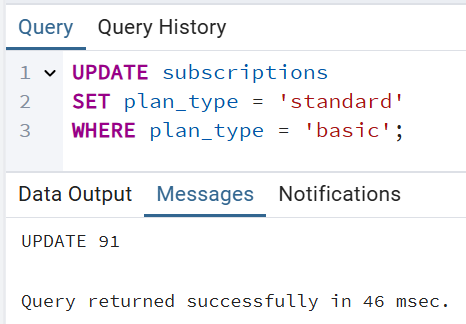 Query Query History
1 UPDATE subscriptions
2 SET plan_type = 'standard'
3 WHERE plan_type = 'basic';
Data Output Messages Notifications
UPDATE 91
Query returned successfully in 46 msec.